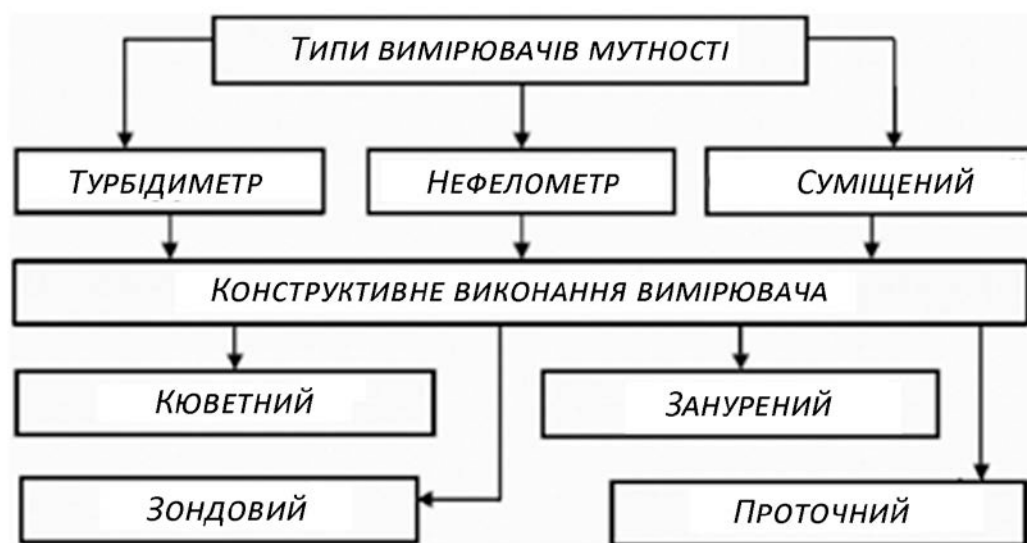 Типи вимірювачів мутності
Турбідиметр
Нефелометр
Суміщений
Конструктивне виконання вимірювача
Кюветний
Занурений
Зондовий
Проточний